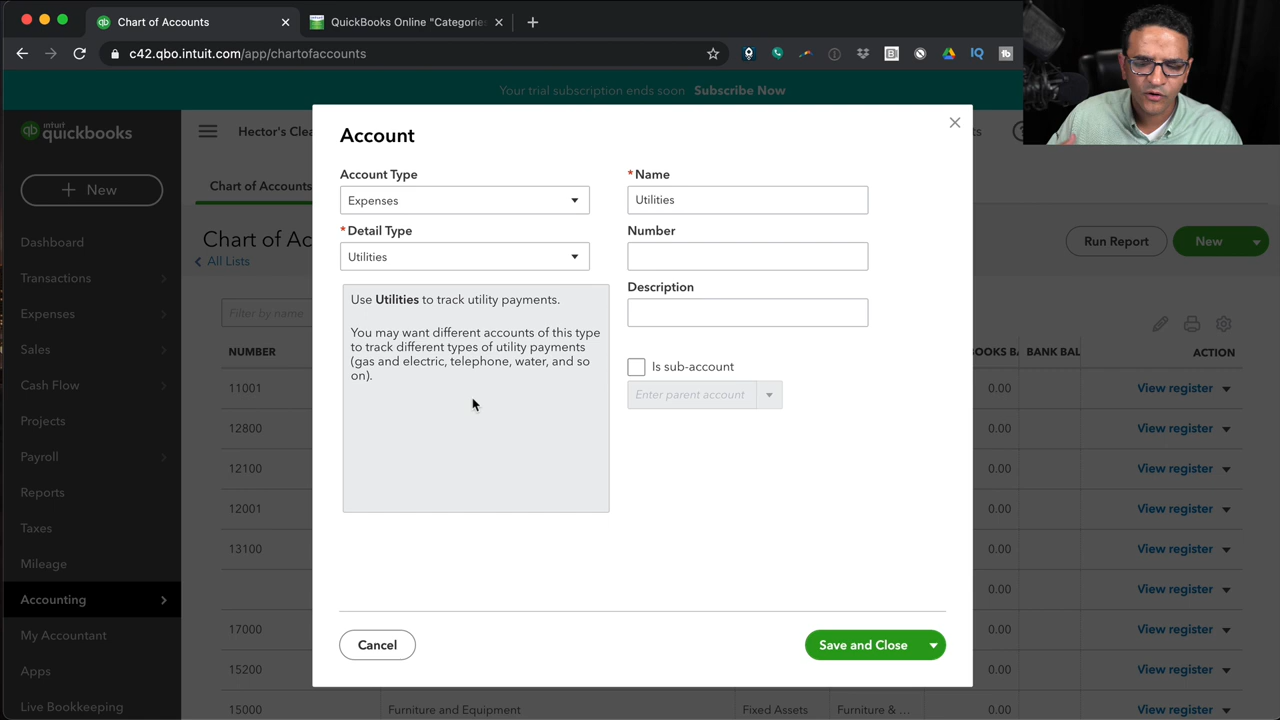 Chart of Accounts
QuickBooks Online "Categories
c42.qbo.intuit.com/app/chartofaccounts
Your trial subscription ends soon Subscribe Now
intuit
quickbooks
Hector's Clea
New
Chart of Accounts
Chart of Ac
All Lists
Run Report
New
Filter by name
NUMBER
BANK BAL
ACTION
Dashboard
Transactions
Expenses
Sales
Cash Flow
Projects
Payroll
Reports
Taxes
Mileage
Accounting
My Accountant
Apps
Live Bookkeeping
11001
0.00
View register
12800
0.00
View register
12100
0.00
View register
12001
0.00
View register
13100
0.00
View register
0.00
View register
17000
0.00
View register
15200
0.00
View register
15000
Furniture and Equipment
Fixed Assets
Furniture & ...
0.00
View register
Account
Account Type
Expenses
* Detail Type
Utilities
Use Utilities to track utility payments.
You may want different accounts of this type
to track different types of utility payments
(gas and electric, telephone, water, and so
on).
* Name
Utilities
Number
Description
Is sub-account
Enter parent account
Cancel
Save and Close